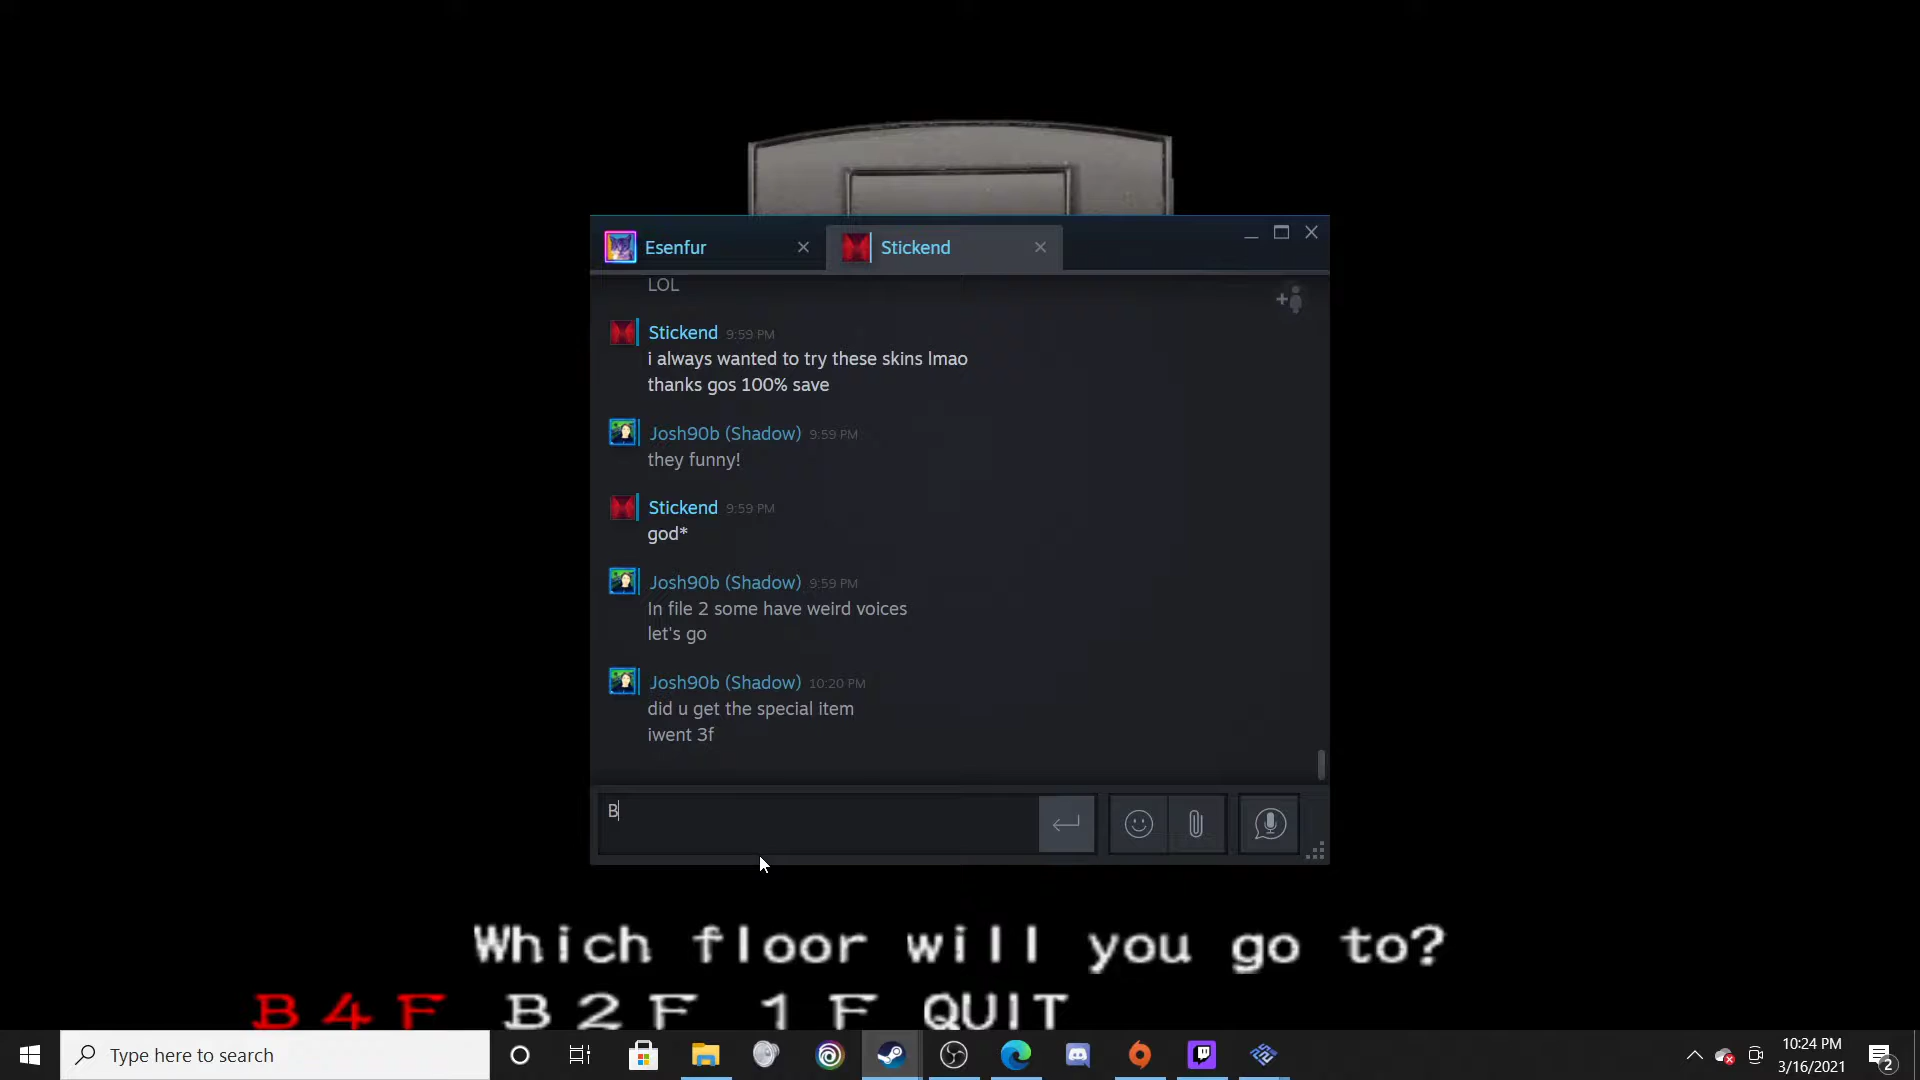 Esenfur
Stickend
LOL
Stickend 9:59 PM
i always wanted to try these skins lmao
thanks gos 100% save
Josh90b (Shadow) 9:59 PM
they funny!
Stickend 9:59 PM
god*
Josh90b (Shadow) 9:59 PM
In file 2 some have weird voices
let's go
Josh90b (Shadow) 10:20 PM
did u get the special item
iwent 3f
B
Which floor will you go to?
B4F B2F 1F QUIT
Type here to search
10:24 PM
3/16/2021
2